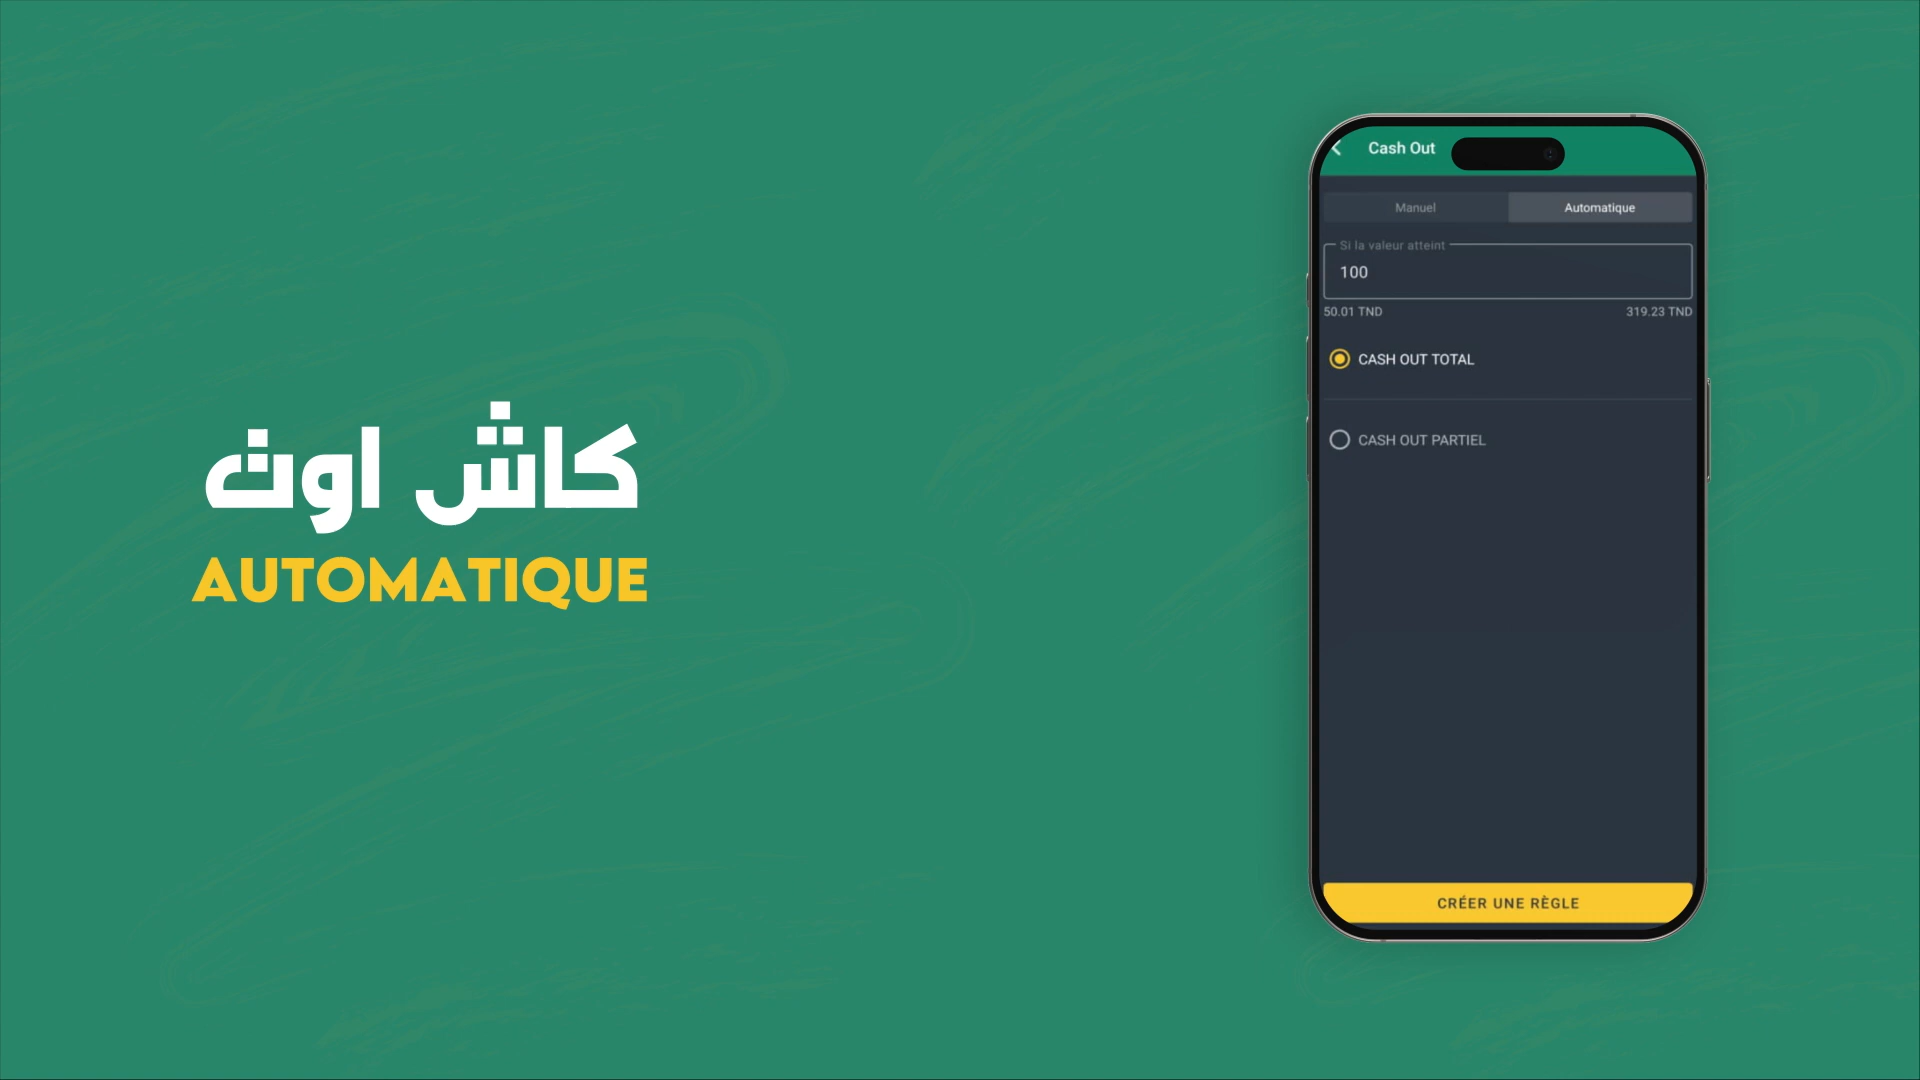 كاش اوت
AUTOMATIQUE
Cash Out
Manuel
Automatique
Si la valeur atteint
100
50.01 TND
319.23 TND
CASH OUT TOTAL
CASH OUT PARTIEL
CRÉER UNE RÈGLE